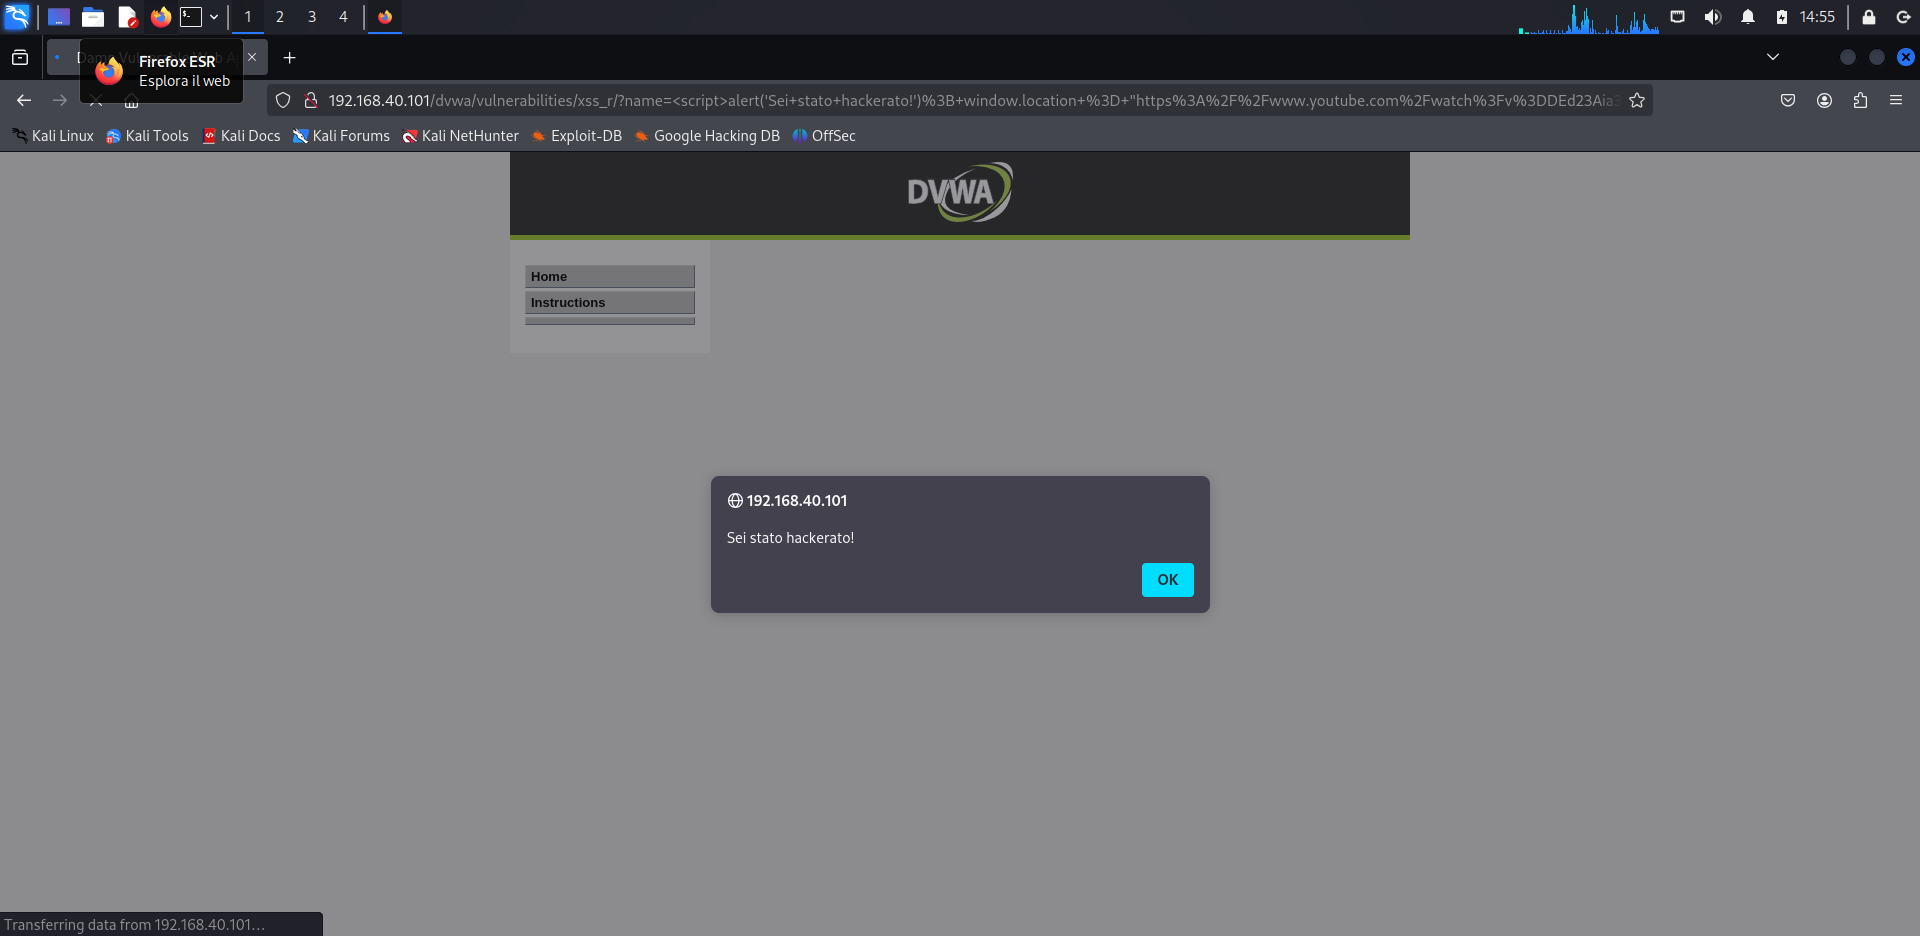 1 2 3 4 14:55
Firefox ESR
Esplora il web
192.168.40.101/dvwa/vulnerabilities/xss_r/?name=<script>alert('Sei+stato+hackerato!')%3B+window.location+%3D+"https%3A%2F%2Fwww.youtube.com%2Fwatch%3Fv%3DDEd23Aia
Kali Linux Kali Tools Kali Docs Kali Forums Kali NetHunter Exploit-DB Google Hacking DB OffSec
DVWA
Home
Instructions
192.168.40.101
Sei stato hackerato!
OK
Transferring data from 192.168.40.101...